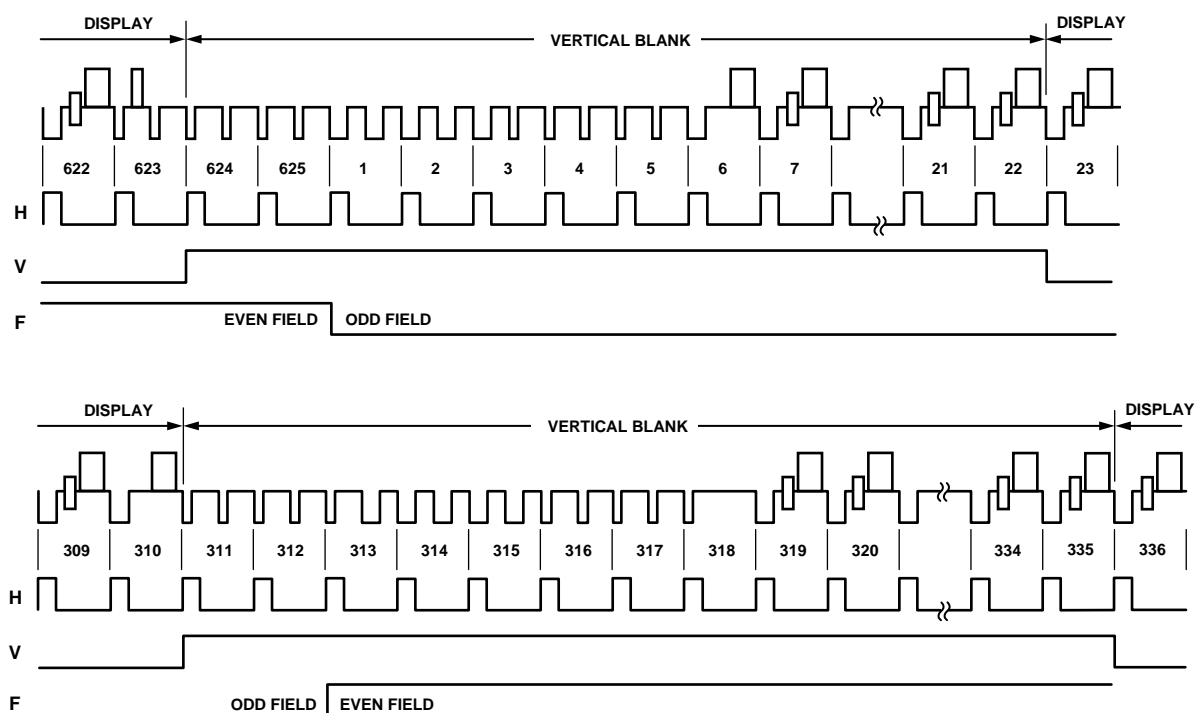 DISPLAY VERTICAL BLANK DISPLAY
622 623 624 625 1 2 3 4 5 6 7 21 22 23
H
V
F EVEN FIELD ODD FIELD
DISPLAY VERTICAL BLANK DISPLAY
309 310 311 312 313 314 315 316 317 318 319 320 334 335 336
H
V
F ODD FIELD EVEN FIELD